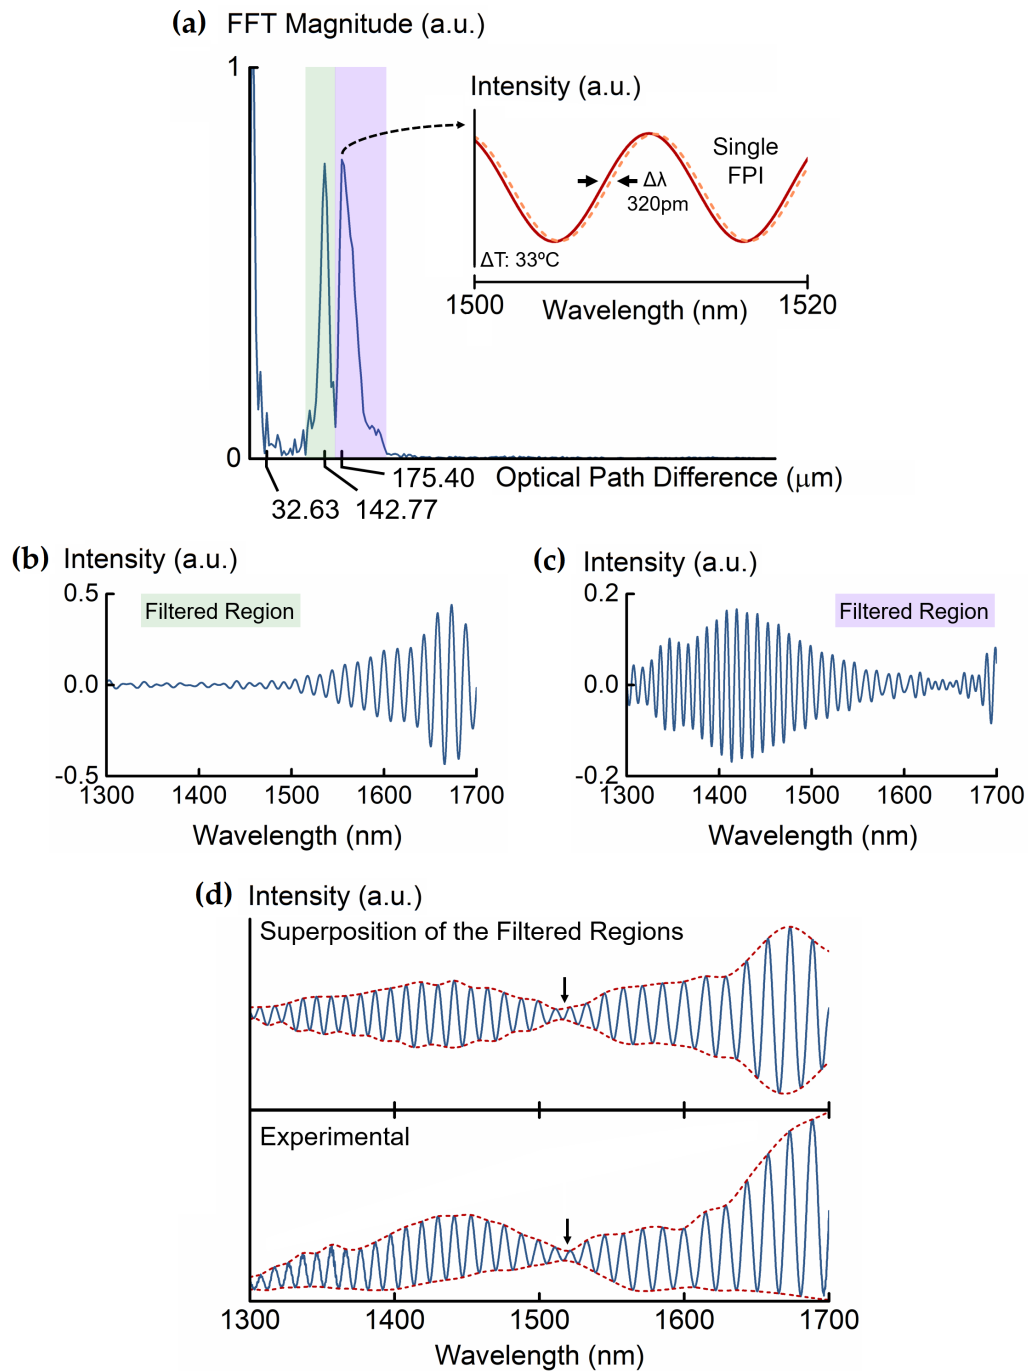 (a) FFT Magnitude (a.u.)
1
Intensity (a.u.)
Single
FPI
Δλ
320pm
ΔT: 33ºC
1500 Wavelength (nm) 1520
0
175.40 Optical Path Difference (μm)
32.63 142.77
(b) Intensity (a.u.)
0.5
Filtered Region
0.0
-0.5
1300 1400 1500 1600 1700
Wavelength (nm)
(c) Intensity (a.u.)
0.2
Filtered Region
0.0
-0.2
1300 1400 1500 1600 1700
Wavelength (nm)
(d) Intensity (a.u.)
Superposition of the Filtered Regions
Experimental
1300 1400 1500 1600 1700
Wavelength (nm)